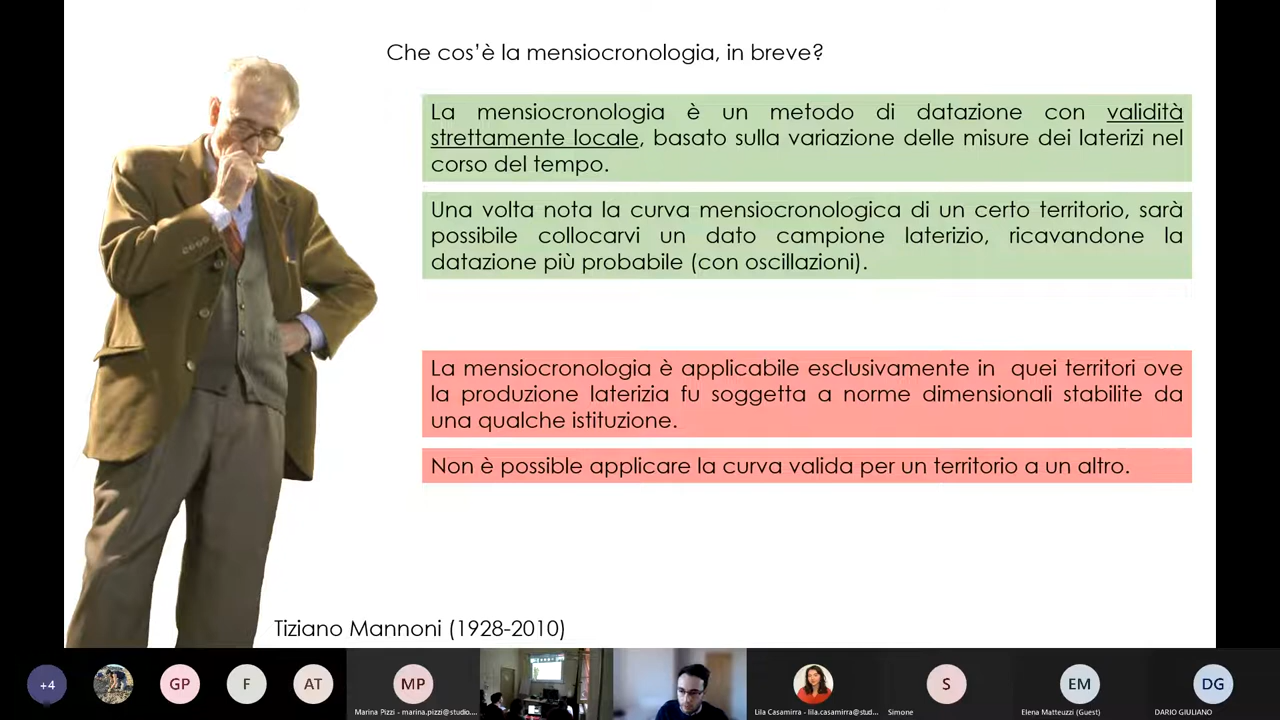 Che cos'è la mensiocronologia, in breve?
La mensiocronologia è un metodo di datazione con validità
strettamente locale, basato sulla variazione delle misure dei laterizi nel
corso del tempo.
Una volta nota la curva mensiocronologica di un certo territorio, sarà
possibile collocarvi un dato campione laterizio, ricavandone la
datazione più probabile (con oscillazioni).
La mensiocronologia è applicabile esclusivamente in quei territori ove
la produzione laterizia fu soggetta a norme dimensionali stabilite da
una qualche istituzione.
Non è possible applicare la curva valida per un territorio a un altro.
Tiziano Mannoni (1928-2010)
+4
GP
F
AT
MP
S
EM
DG
Marina Pizzi - marina.pizzi@studio....
Lila Casamirra - lila.casamirra@stud...
Simone
Elena Matteuzzi (Guest)
DARIO GIULIANO